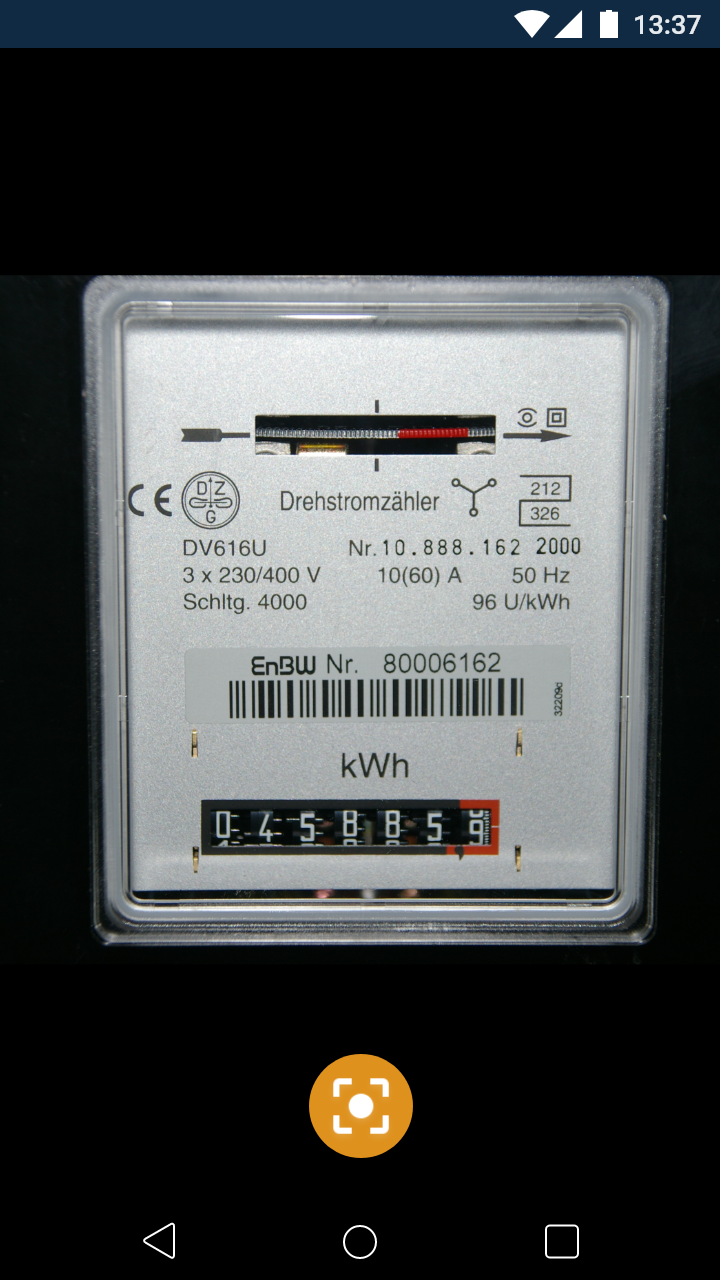 13:37
CE
D Z
G
Drehstromzähler
212
326
DV616U Nr.10.888.162 2000
3 x 230/400 V 10(60) A 50 Hz
Schltg. 4000 96 U/kWh
EnBW Nr. 80006162
32209d
kWh
0 4 5 8 8 5